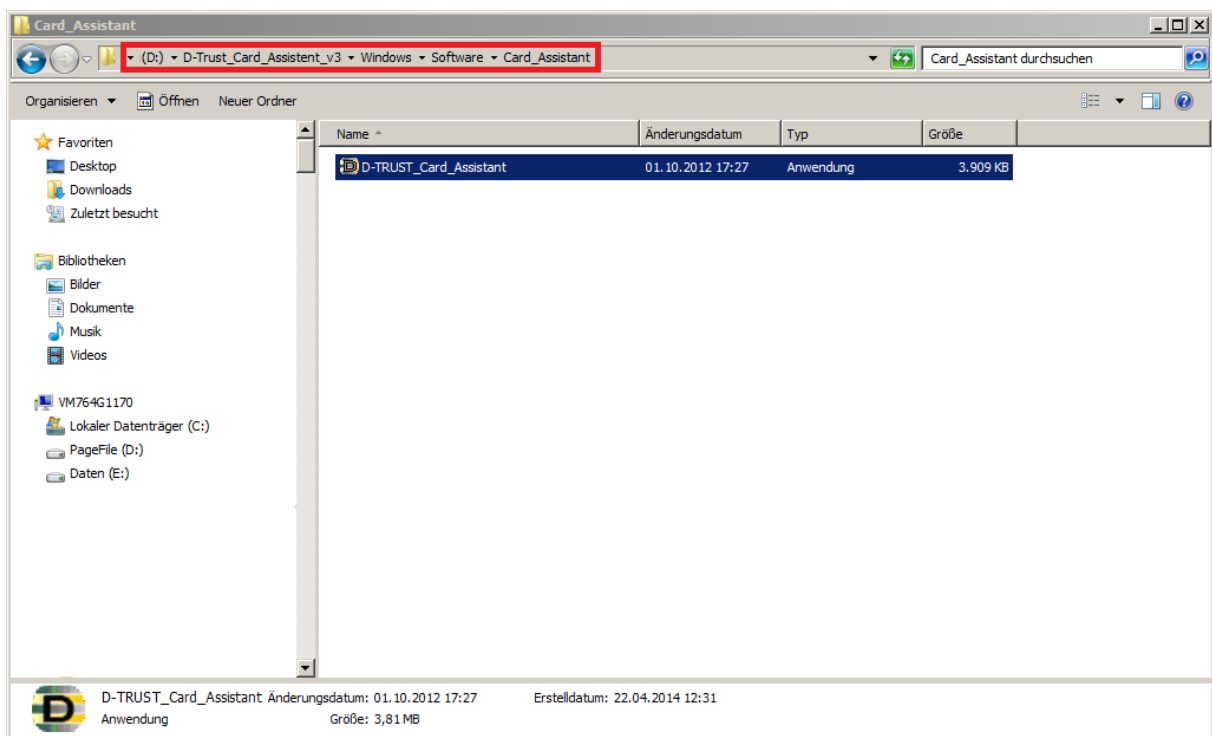 Card_Assistant
(D:) D-Trust_Card_Assistent_v3 Windows Software Card_Assistant
Card_Assistant durchsuchen
Organisieren Öffnen Neuer Ordner
Favoriten
Desktop
Downloads
Zuletzt besucht
Bibliotheken
Bilder
Dokumente
Musik
Videos
VM764G1170
Lokaler Datenträger (C:)
PageFile (D:)
Daten (E:)
Name Änderungsdatum Typ Größe
D-TRUST_Card_Assistant 01.10.2012 17:27 Anwendung 3.909 KB
D-TRUST_Card_Assistant Änderungsdatum: 01.10.2012 17:27 Erstelldatum: 22.04.2014 12:31
Anwendung Größe: 3,81 MB